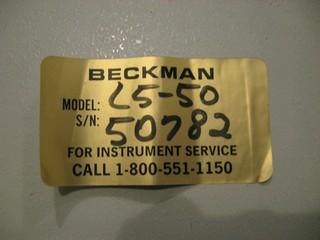 BECKMAN
MODEL: L5-50
S/N: 50782
FOR INSTRUMENT SERVICE
CALL 1-800-551-1150